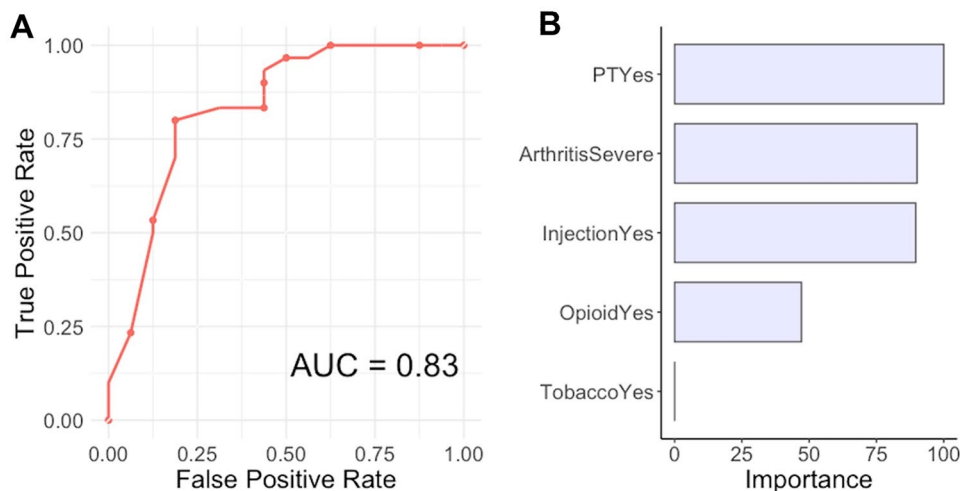 A
True Positive Rate
1.00
0.75
0.50
0.25
0.00
AUC = 0.83
0.00 0.25 0.50 0.75 1.00
False Positive Rate
B
PTYes
ArthritisSevere
InjectionYes
OpioidYes
TobaccoYes
0 25 50 75 100
Importance